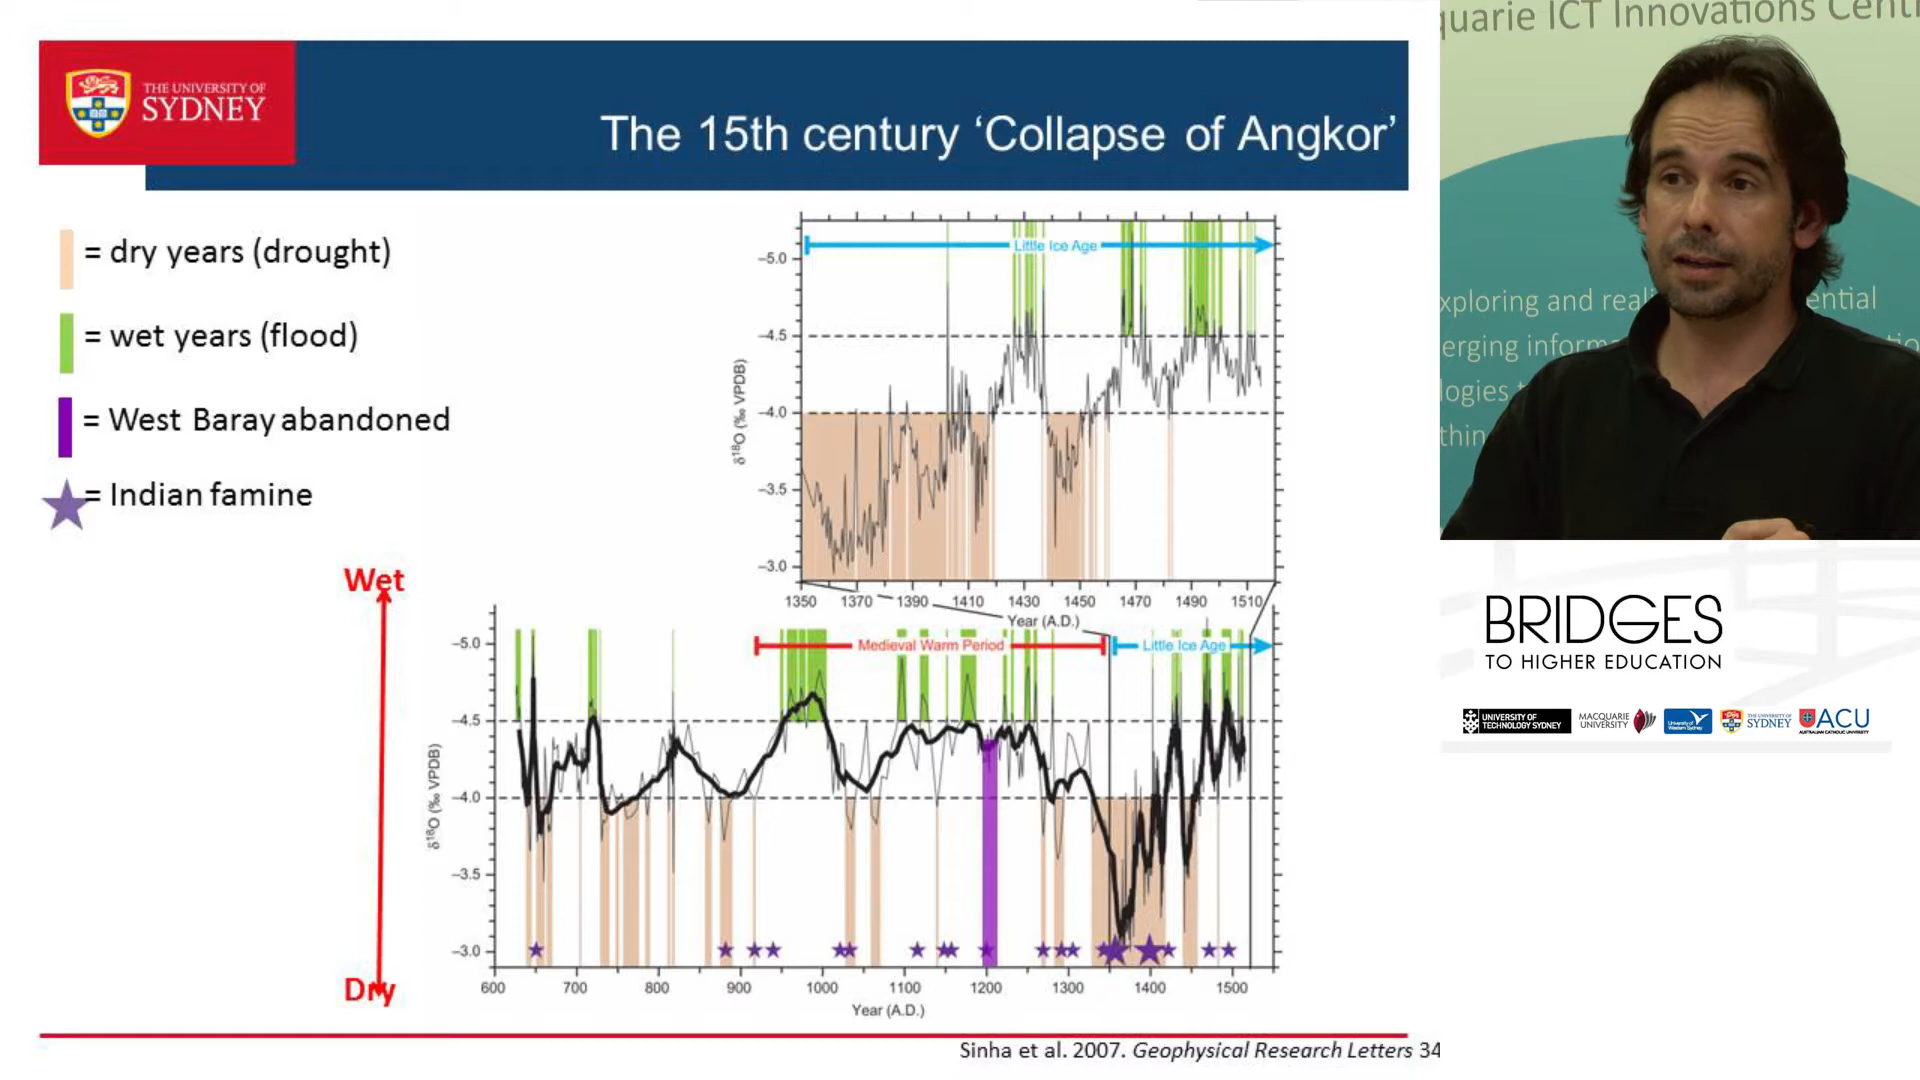 THE UNIVERSITY OF
SYDNEY
The 15th century ‘Collapse of Angkor’
= dry years (drought)
= wet years (flood)
= West Baray abandoned
= Indian famine
Wet
Dry
Little Ice Age
–5.0
–4.5
–4.0
–3.5
–3.0
δ¹⁸O (‰ VPDB)
1350 1370 1390 1410 1430 1450 1470 1490 1510
Year (A.D.)
Medieval Warm Period
Little Ice Age
–5.0
–4.5
–4.0
–3.5
–3.0
δ¹⁸O (‰ VPDB)
600 700 800 900 1000 1100 1200 1300 1400 1500
Year (A.D.)
Sinha et al. 2007. Geophysical Research Letters 34
quarie ICT Innovations Cent
xploring and real ential
erging inform
logies
thin
BRIDGES
TO HIGHER EDUCATION
UNIVERSITY OF
TECHNOLOGY SYDNEY
MACQUARIE
UNIVERSITY
University of
Western Sydney
THE UNIVERSITY OF
SYDNEY
ACU
AUSTRALIAN CATHOLIC UNIVERSITY